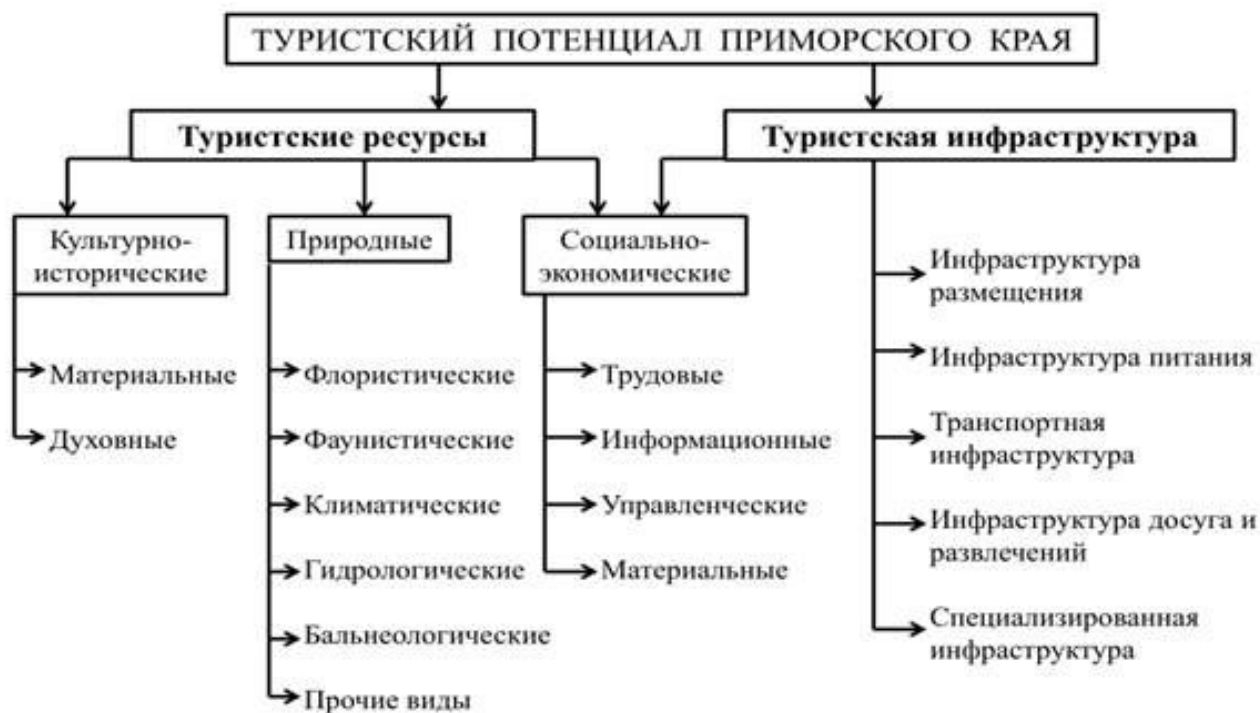 ТУРИСТСКИЙ ПОТЕНЦИАЛ ПРИМОРСКОГО КРАЯ
Туристские ресурсы
Туристская инфраструктура
Культурно-
исторические
Материальные
Духовные
Природные
Флористические
Фаунистические
Климатические
Гидрологические
Бальнеологические
Прочие виды
Социально-
экономические
Трудовые
Информационные
Управленческие
Материальные
Инфраструктура
размещения
Инфраструктура питания
Транспортная
инфраструктура
Инфраструктура досуга и
развлечений
Специализированная
инфраструктура